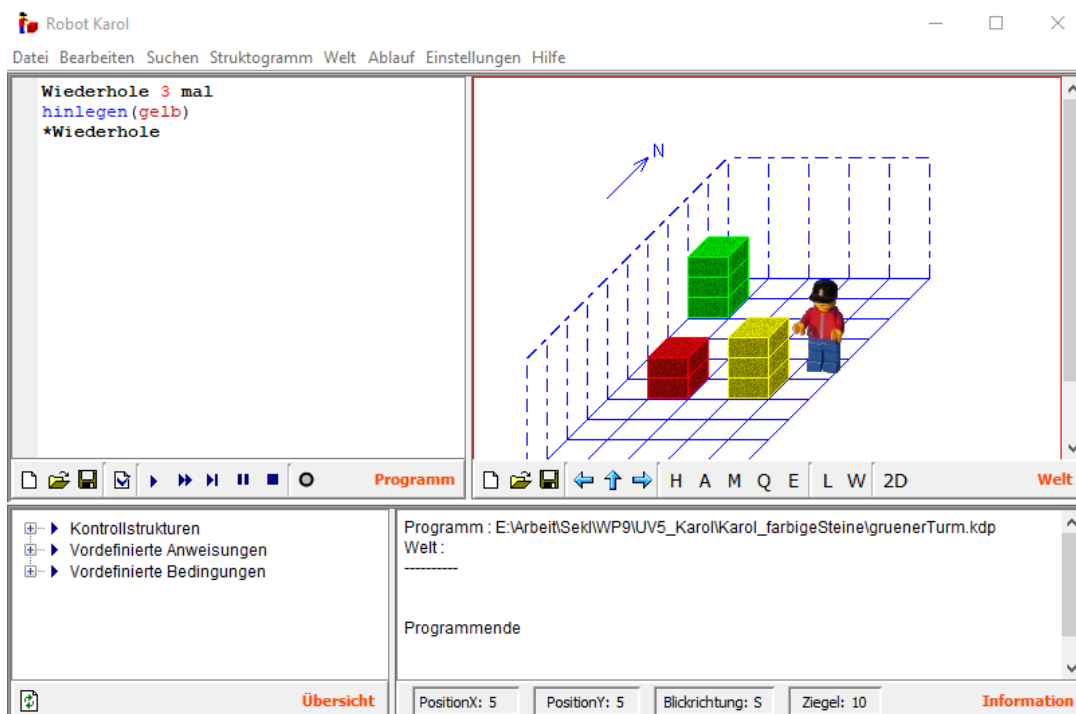 Robot Karol
Datei Bearbeiten Suchen Struktogramm Welt Ablauf Einstellungen Hilfe
Wiederhole 3 mal
hinlegen(gelb)
*Wiederhole
N
Programm
H A M Q E L W 2D
Welt
Kontrollstrukturen
Vordefinierte Anweisungen
Vordefinierte Bedingungen
Übersicht
Programm : E:\Arbeit\SekI\WP9\UV5_Karol\Karol_farbigeSteine\gruenerTurm.kdp
Welt :
----------
Programmende
PositionX: 5 PositionY: 5 Blickrichtung: S Ziegel: 10
Information